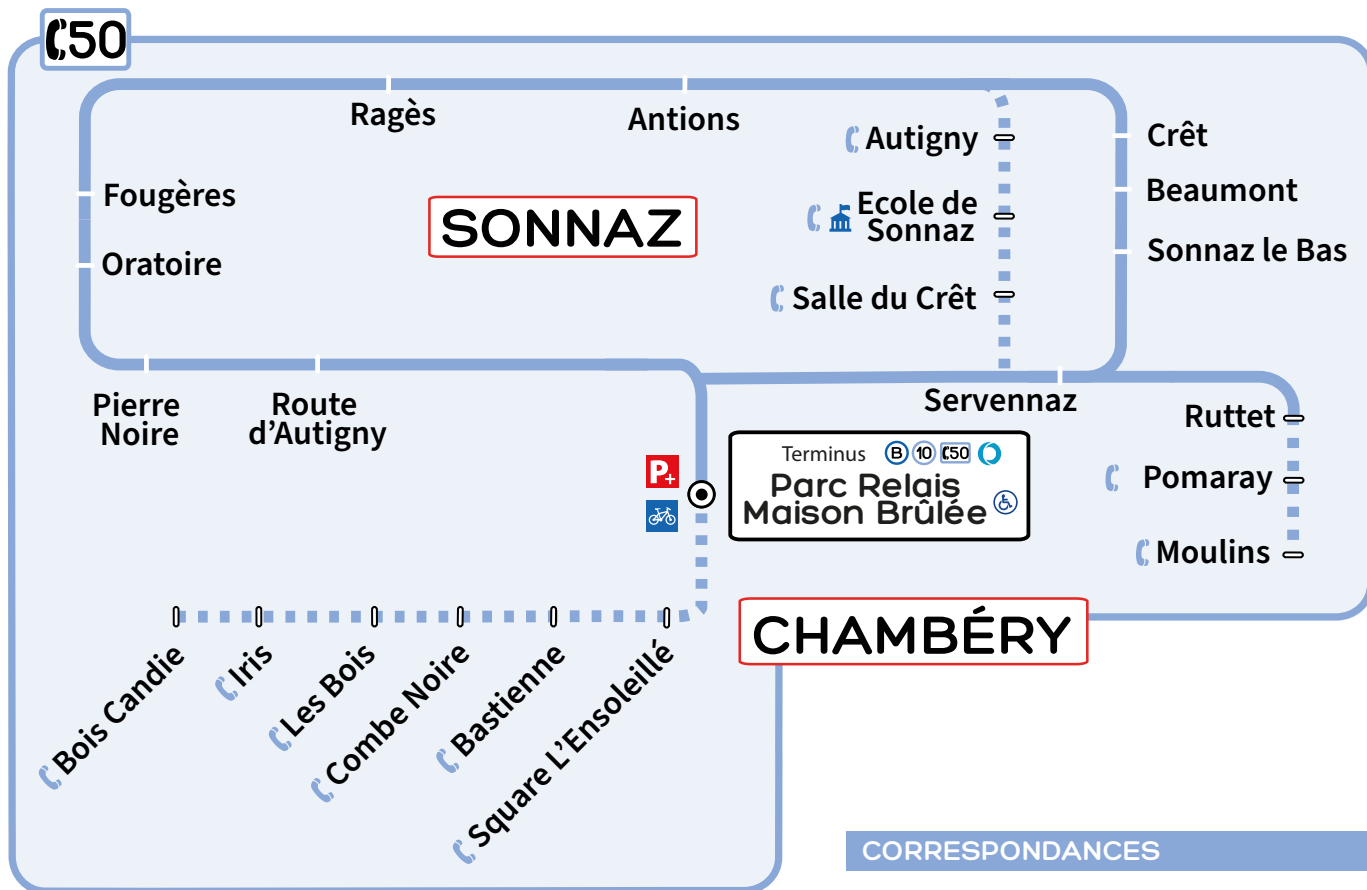 50
Ragès
Antions
Autigny
Crêt
Fougères
Ecole de
Sonnaz
Beaumont
SONNAZ
Oratoire
Sonnaz le Bas
Salle du Crêt
Pierre
Noire
Route
d'Autigny
Servennaz
Ruttet
Terminus B 10 50
Parc Relais
Maison Brûlée
P+
Pomaray
Moulins
CHAMBÉRY
Bois Candie
Iris
Les Bois
Combe Noire
Bastienne
Square L'Ensoleillé
CORRESPONDANCES